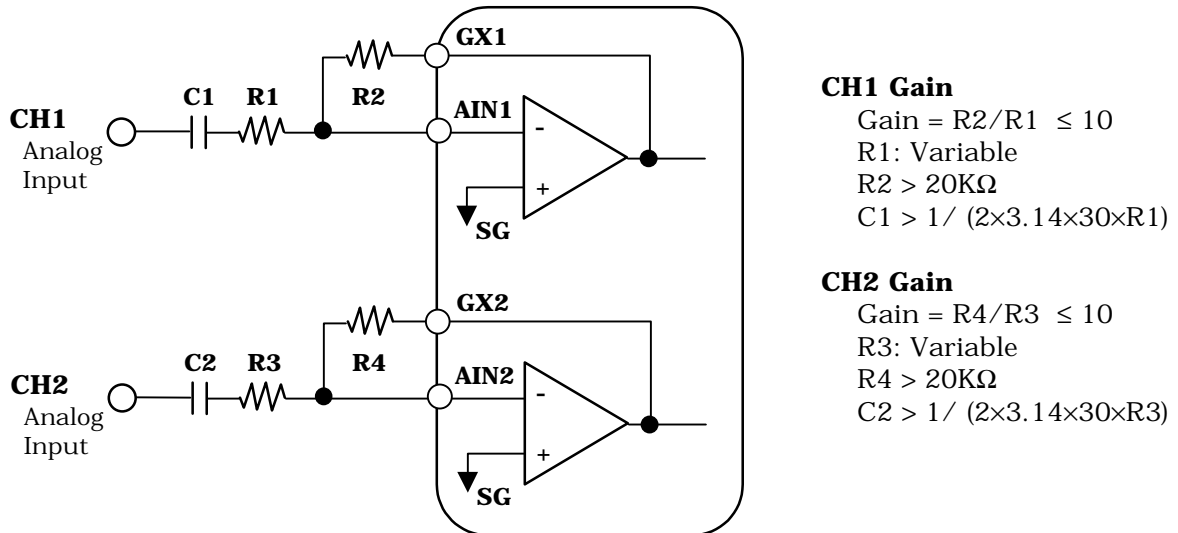 GX1
C1 R1 R2
AIN1
CH1
Analog
Input
-
+
SG
CH1 Gain
Gain = R2/R1 ≤ 10
R1: Variable
R2 > 20KΩ
C1 > 1/ (2×3.14×30×R1)
GX2
C2 R3 R4
AIN2
CH2
Analog
Input
-
+
SG
CH2 Gain
Gain = R4/R3 ≤ 10
R3: Variable
R4 > 20KΩ
C2 > 1/ (2×3.14×30×R3)